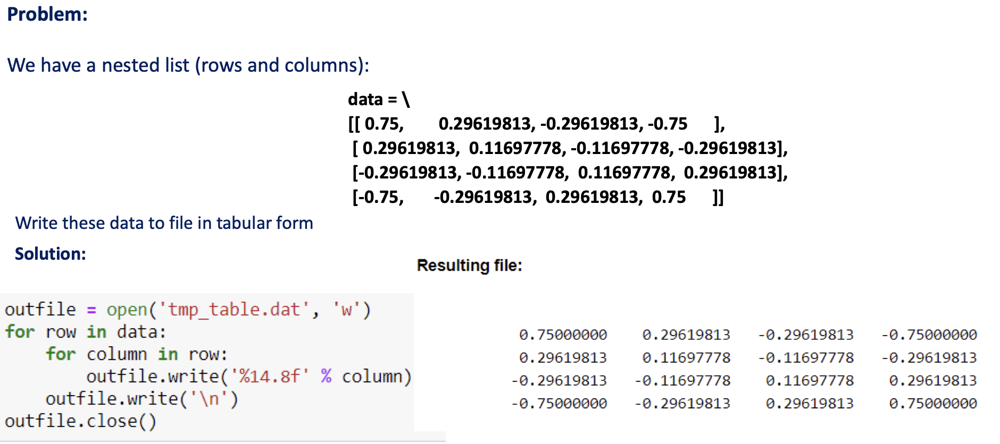 Problem:
We have a nested list (rows and columns):
data = \
[[ 0.75,       0.29619813, -0.29619813, -0.75     ],
 [ 0.29619813,  0.11697778, -0.11697778, -0.29619813],
 [-0.29619813, -0.11697778,  0.11697778,  0.29619813],
 [-0.75,      -0.29619813,  0.29619813,  0.75     ]]
Write these data to file in tabular form
Solution:
Resulting file:
outfile = open('tmp_table.dat', 'w')
for row in data:
    for column in row:
        outfile.write('%14.8f' % column)
    outfile.write('\n')
outfile.close()
 0.75000000    0.29619813   -0.29619813   -0.75000000
 0.29619813    0.11697778   -0.11697778   -0.29619813
-0.29619813   -0.11697778    0.11697778    0.29619813
-0.75000000   -0.29619813    0.29619813    0.75000000